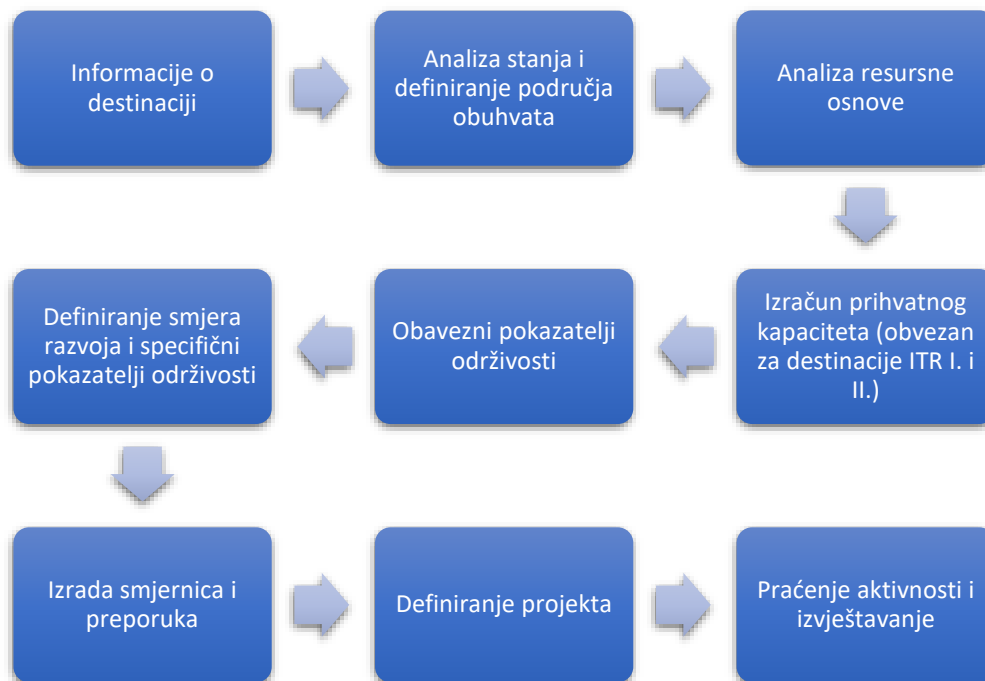 Informacije o
destinaciji
Analiza stanja i
definiranje područja
obuhvata
Analiza resursne
osnove
Izračun prihvatnog
kapaciteta (obvezan
za destinacije ITR I. i
II.)
Obavezni pokazatelji
održivosti
Definiranje smjera
razvoja i specifični
pokazatelji održivosti
Izrada smjernica i
preporuka
Definiranje projekta
Praćenje aktivnosti i
izvještavanje